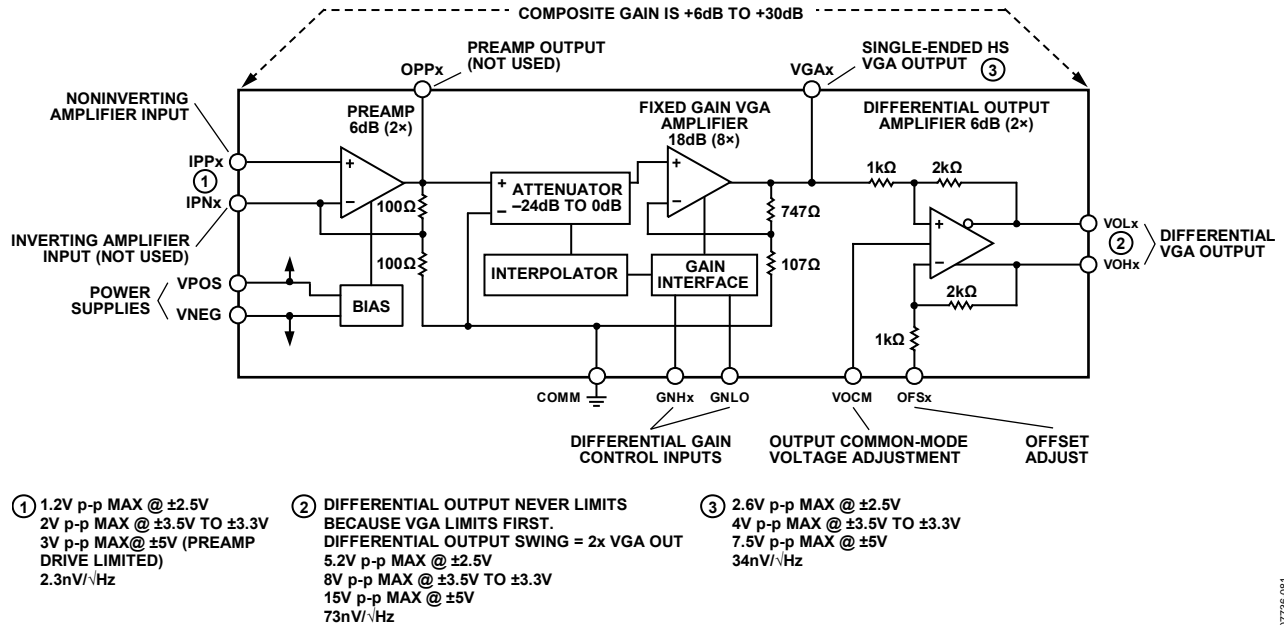 COMPOSITE GAIN IS +6dB TO +30dB
PREAMP OUTPUT
(NOT USED)
OPPx
VGAx
SINGLE-ENDED HS
VGA OUTPUT
3
NONINVERTING
AMPLIFIER INPUT
PREAMP
6dB (2×)
FIXED GAIN VGA
AMPLIFIER
18dB (8×)
DIFFERENTIAL OUTPUT
AMPLIFIER 6dB (2×)
IPPx
1
IPNx
+
–
100Ω
100Ω
+
–
ATTENUATOR
–24dB TO 0dB
+
–
747Ω
107Ω
1kΩ
2kΩ
+
–
2kΩ
1kΩ
VOLx
2
VOHx
DIFFERENTIAL
VGA OUTPUT
INVERTING AMPLIFIER
INPUT (NOT USED)
INTERPOLATOR
GAIN
INTERFACE
POWER
SUPPLIES
VPOS
VNEG
BIAS
COMM
GNHx
GNLO
VOCM
OFSx
DIFFERENTIAL GAIN
CONTROL INPUTS
OUTPUT COMMON-MODE
VOLTAGE ADJUSTMENT
OFFSET
ADJUST
1 1.2V p-p MAX @ ±2.5V
2V p-p MAX @ ±3.5V TO ±3.3V
3V p-p MAX@ ±5V (PREAMP
DRIVE LIMITED)
2.3nV/√Hz
2 DIFFERENTIAL OUTPUT NEVER LIMITS
BECAUSE VGA LIMITS FIRST.
DIFFERENTIAL OUTPUT SWING = 2x VGA OUT
5.2V p-p MAX @ ±2.5V
8V p-p MAX @ ±3.5V TO ±3.3V
15V p-p MAX @ ±5V
73nV/√Hz
3 2.6V p-p MAX @ ±2.5V
4V p-p MAX @ ±3.5V TO ±3.3V
7.5V p-p MAX @ ±5V
34nV/√Hz
07736-081